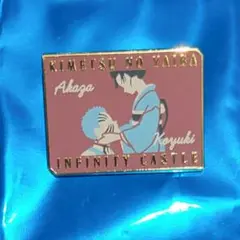 KIMETSU NO YAIBA
Akaza
Koyuki
INFINITY CASTLE